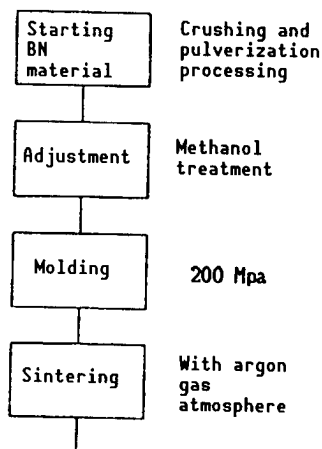 Starting
BN
material
Crushing and
pulverization
processing
Adjustment
Methanol
treatment
Molding
200 Mpa
Sintering
With argon
gas
atmosphere